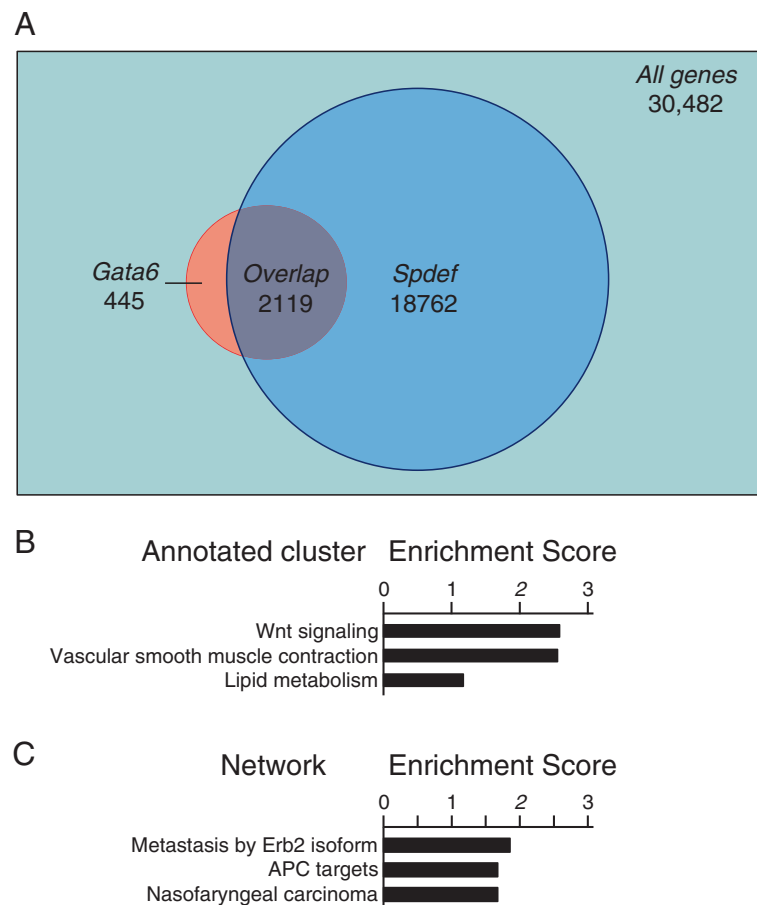 A
All genes
30,482
Gata6
445
Overlap
2119
Spdef
18762
B
Annotated cluster Enrichment Score
0 1 2 3
Wnt signaling
Vascular smooth muscle contraction
Lipid metabolism
C
Network Enrichment Score
0 1 2 3
Metastasis by Erb2 isoform
APC targets
Nasofaryngeal carcinoma